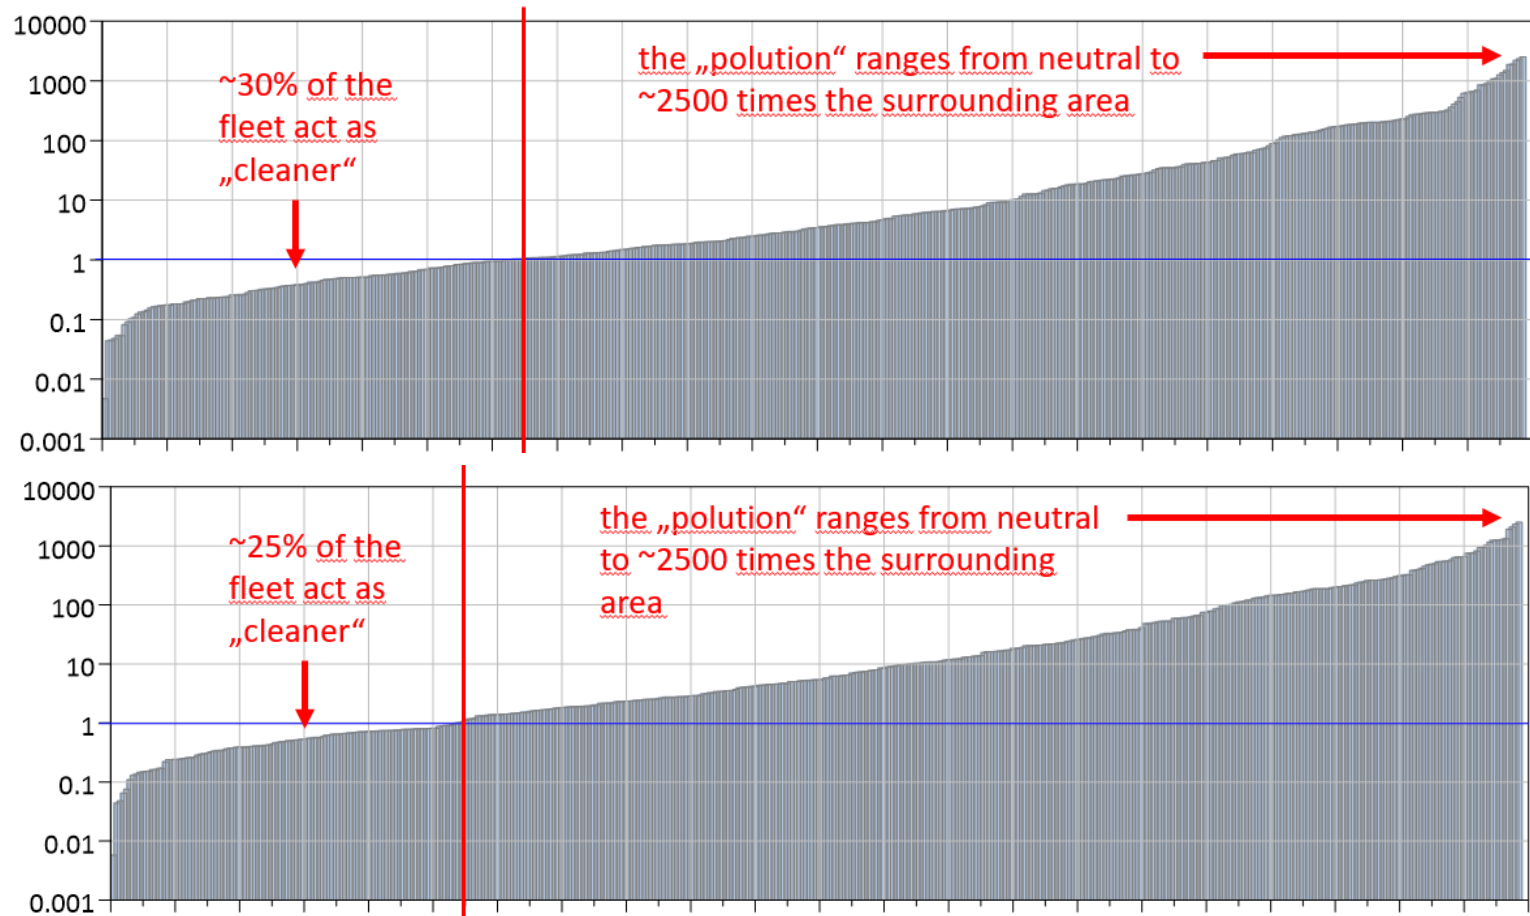 10000
1000
100
10
1
0.1
0.01
0.001
~30% of the
fleet act as
„cleaner“
the „polution“ ranges from neutral to
~2500 times the surrounding area
10000
1000
100
10
1
0.1
0.01
0.001
~25% of the
fleet act as
„cleaner“
the „polution“ ranges from neutral
to ~2500 times the surrounding
area